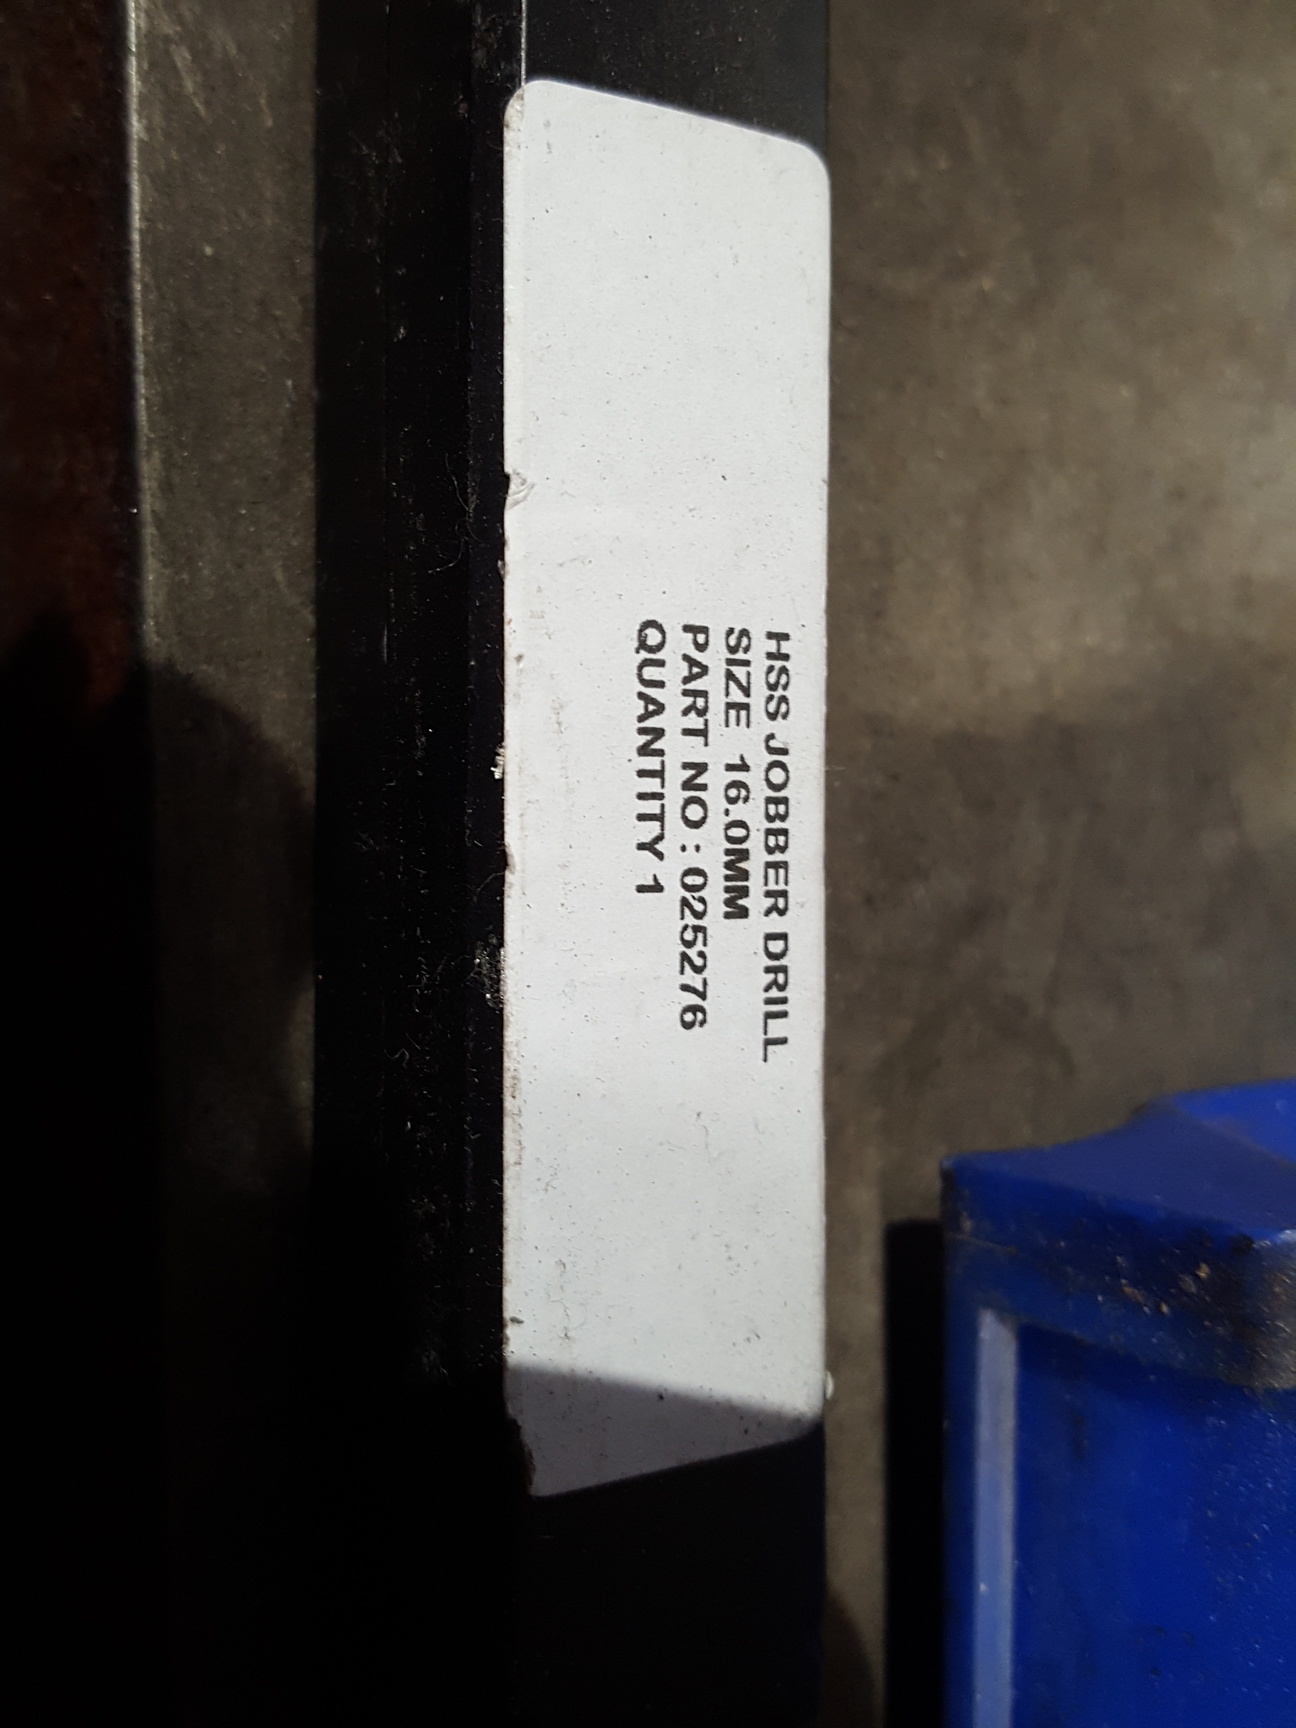 HSS JOBBER DRILL
SIZE 16.0MM
PART NO : 025276
QUANTITY 1